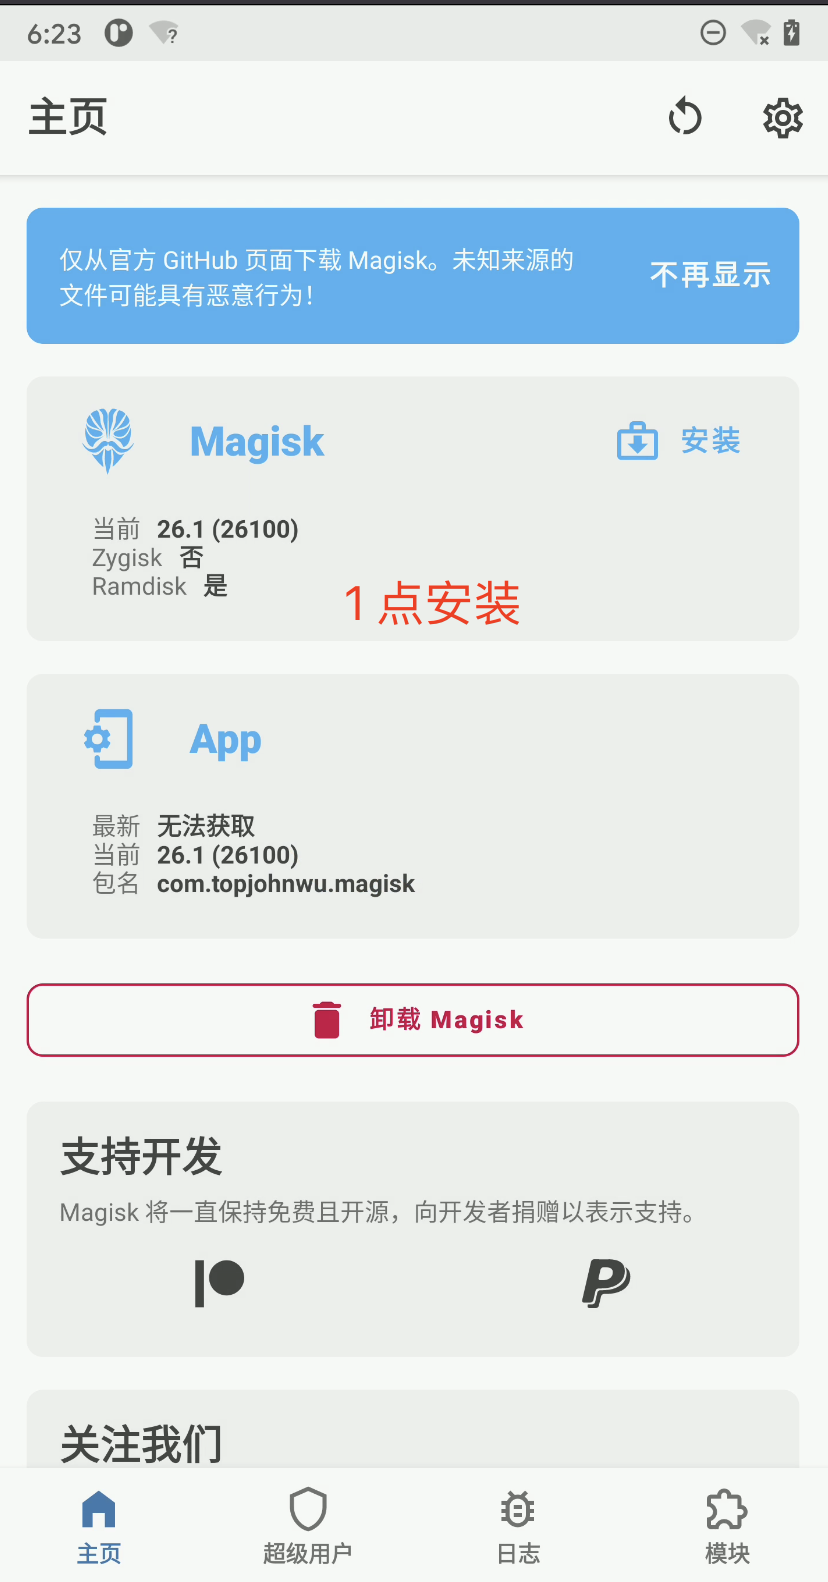 6:23
主页
仅从官方 GitHub 页面下载 Magisk。未知来源的
文件可能具有恶意行为！
不再显示
Magisk
安装
当前 26.1 (26100)
Zygisk 否
Ramdisk 是
1 点安装
App
最新 无法获取
当前 26.1 (26100)
包名 com.topjohnwu.magisk
卸载 Magisk
支持开发
Magisk 将一直保持免费且开源，向开发者捐赠以表示支持。
关注我们
主页
超级用户
日志
模块